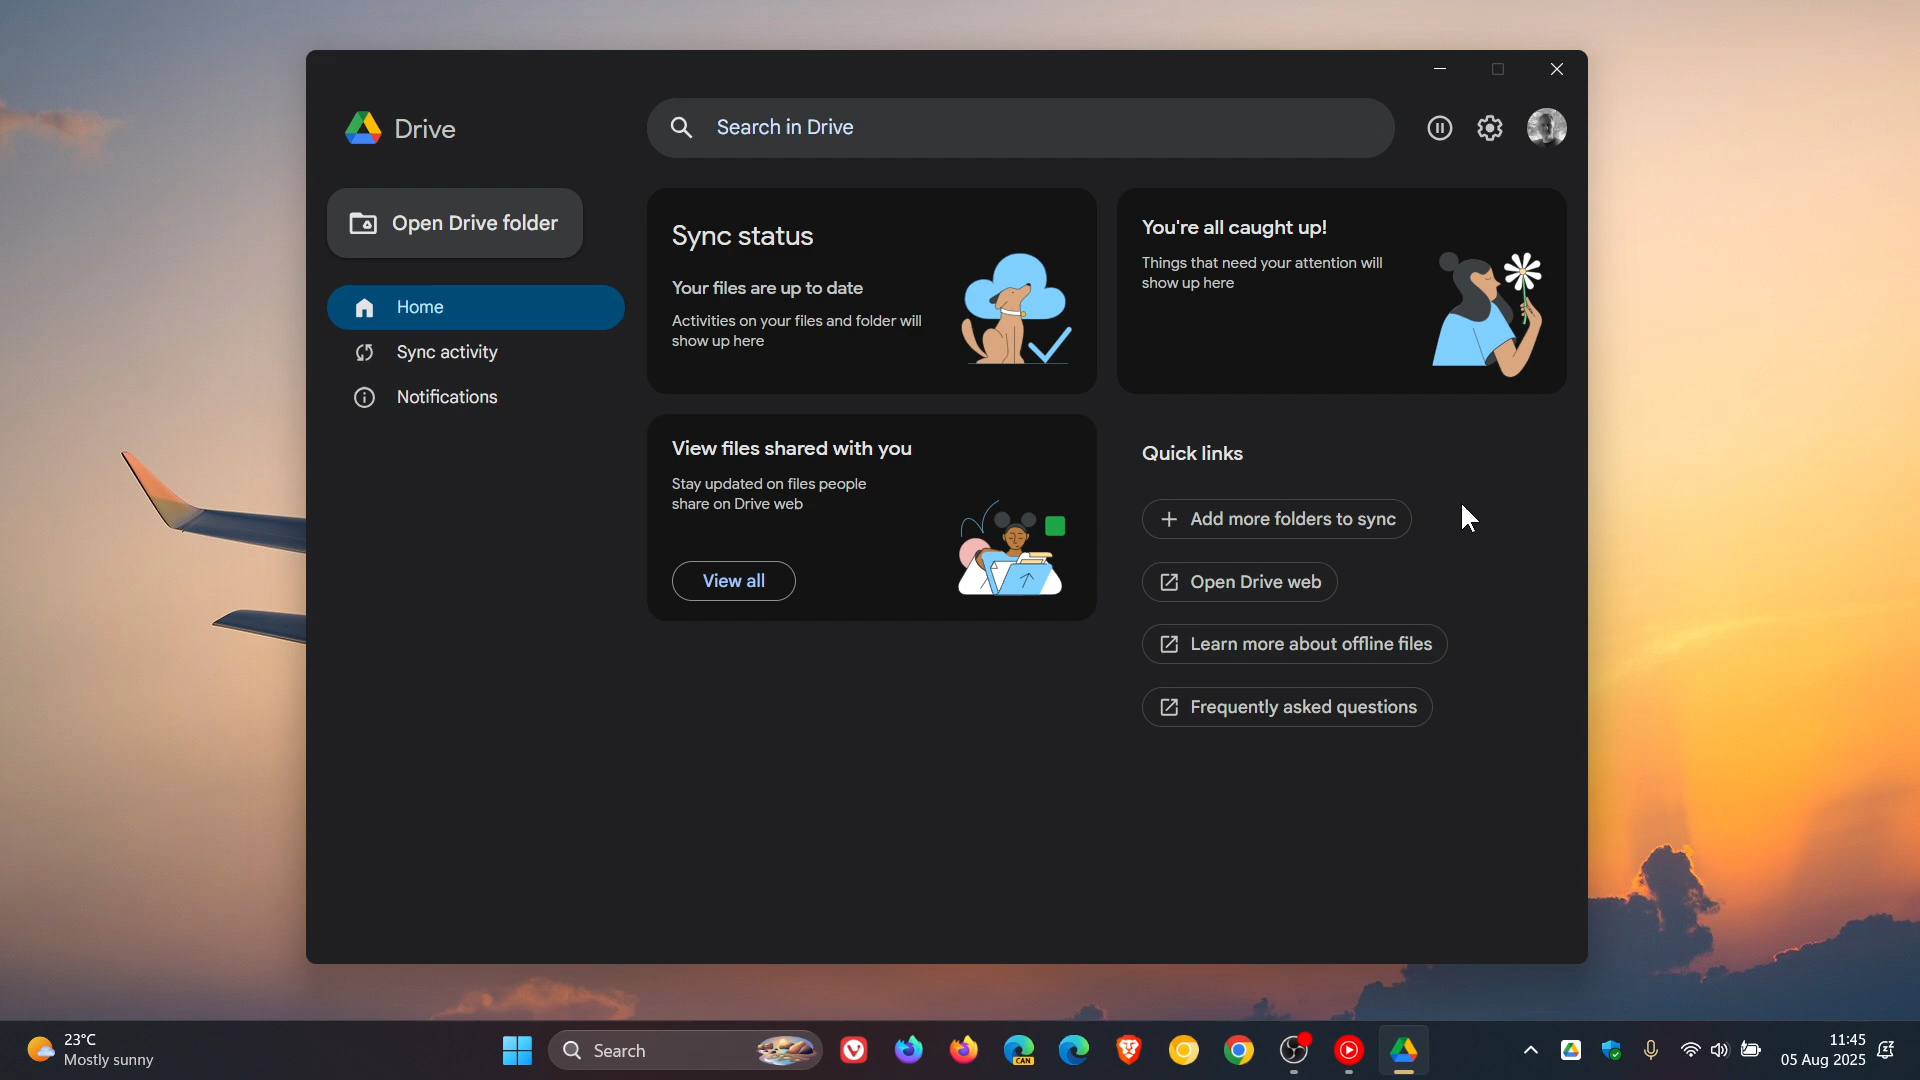 Drive
Search in Drive
Open Drive folder
Home
Sync activity
Notifications
Sync status
Your files are up to date
Activities on your files and folder will
show up here
You're all caught up!
Things that need your attention will
show up here
View files shared with you
Stay updated on files people
share on Drive web
View all
Quick links
Add more folders to sync
Open Drive web
Learn more about offline files
Frequently asked questions
23°C
Mostly sunny
Search
CAN
11:45
05 Aug 2025